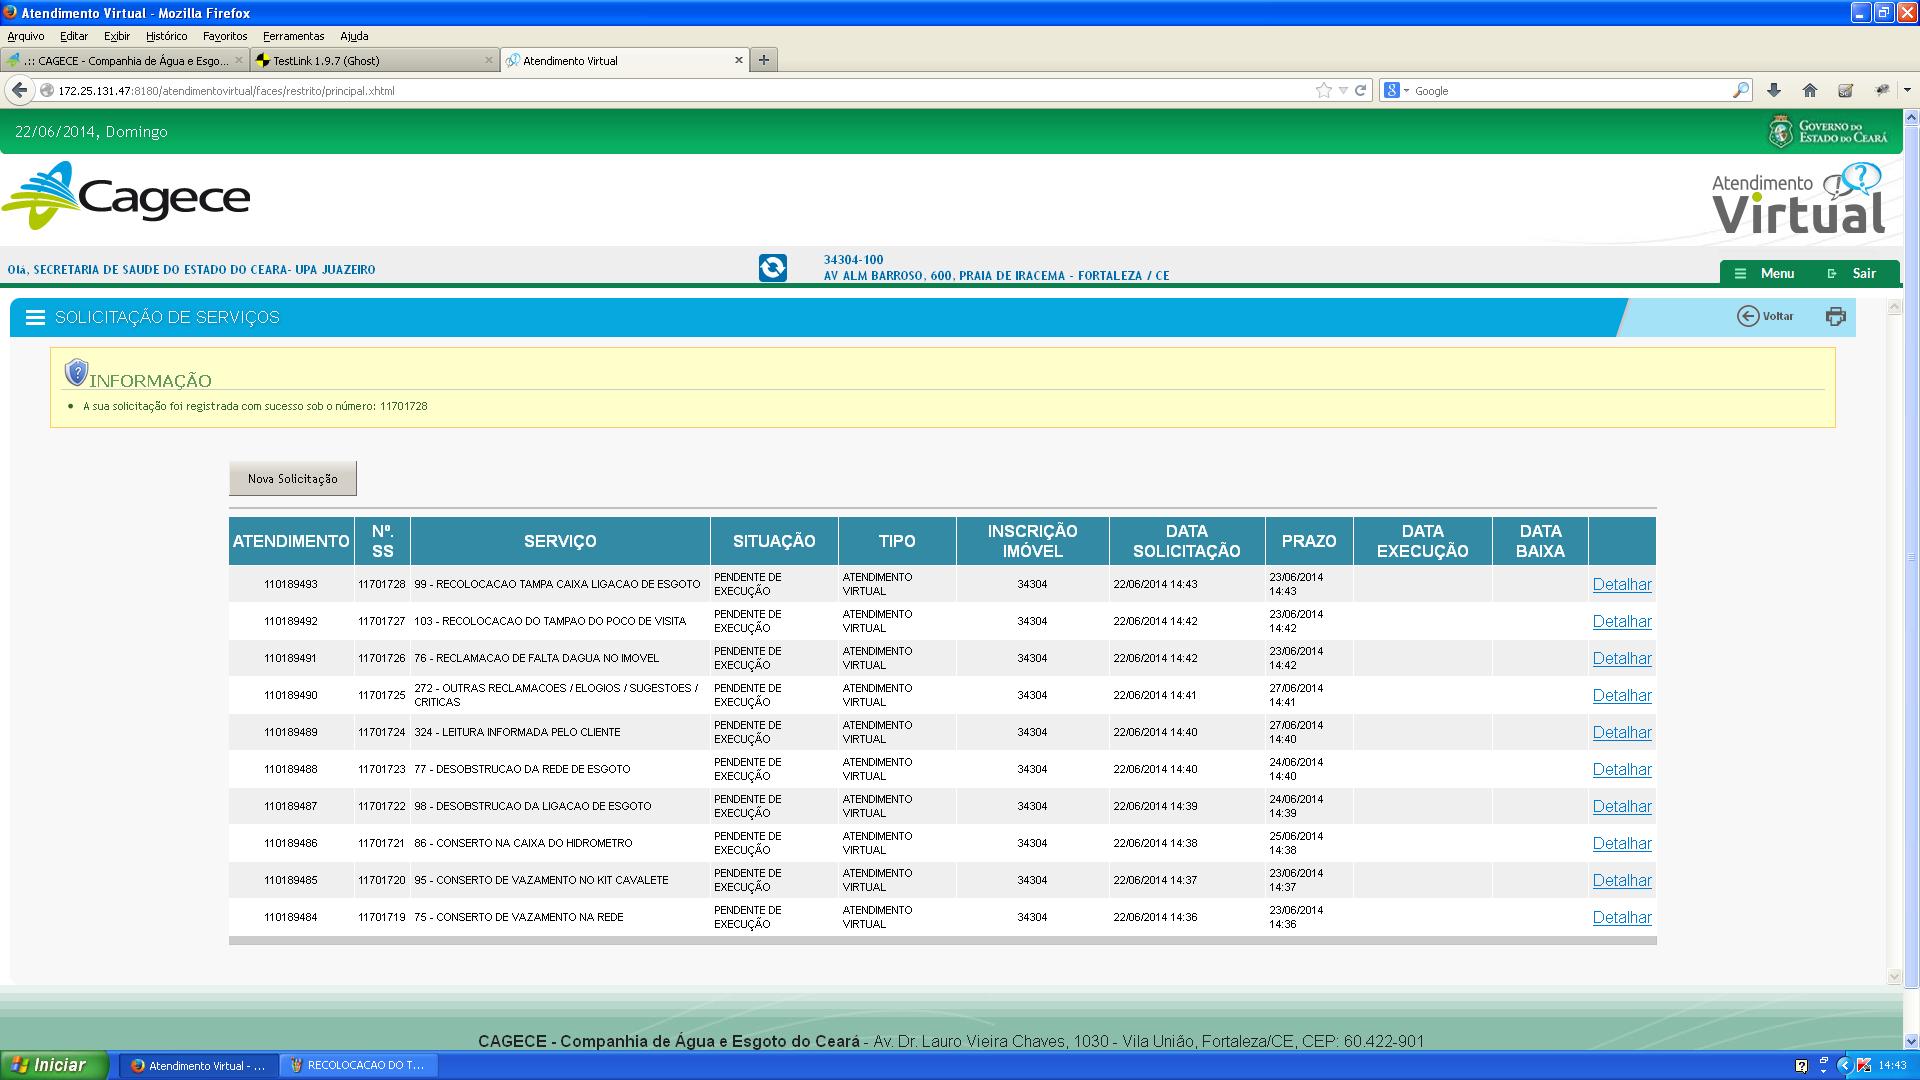 Atendimento Virtual - Mozilla Firefox
Arquivo Editar Exibir Histórico Favoritos Ferramentas Ajuda
.:: CAGECE - Companhia de Água e Esgo... TestLink 1.9.7 (Ghost) Atendimento Virtual
172.25.131.47:8180/atendimentovirtual/faces/restrito/principal.xhtml Google
22/06/2014, Domingo
GOVERNO DO
ESTADO DO CEARÁ
Cagece
Atendimento
Virtual
Olá, SECRETARIA DE SAUDE DO ESTADO DO CEARA- UPA JUAZEIRO
34304-100
AV ALM BARROSO, 600, PRAIA DE IRACEMA - FORTALEZA / CE
Menu Sair
SOLICITAÇÃO DE SERVIÇOS
Voltar
INFORMAÇÃO
A sua solicitação foi registrada com sucesso sob o número: 11701728
Nova Solicitação
ATENDIMENTO Nº. SS SERVIÇO SITUAÇÃO TIPO INSCRIÇÃO IMÓVEL DATA SOLICITAÇÃO PRAZO DATA EXECUÇÃO DATA BAIXA
110189493 11701728 99 - RECOLOCACAO TAMPA CAIXA LIGACAO DE ESGOTO PENDENTE DE EXECUÇÃO ATENDIMENTO VIRTUAL 34304 22/06/2014 14:43 23/06/2014 14:43 Detalhar
110189492 11701727 103 - RECOLOCACAO DO TAMPAO DO POCO DE VISITA PENDENTE DE EXECUÇÃO ATENDIMENTO VIRTUAL 34304 22/06/2014 14:42 23/06/2014 14:42 Detalhar
110189491 11701726 76 - RECLAMACAO DE FALTA DAGUA NO IMOVEL PENDENTE DE EXECUÇÃO ATENDIMENTO VIRTUAL 34304 22/06/2014 14:42 23/06/2014 14:42 Detalhar
110189490 11701725 272 - OUTRAS RECLAMACOES / ELOGIOS / SUGESTOES / CRITICAS PENDENTE DE EXECUÇÃO ATENDIMENTO VIRTUAL 34304 22/06/2014 14:41 27/06/2014 14:41 Detalhar
110189489 11701724 324 - LEITURA INFORMADA PELO CLIENTE PENDENTE DE EXECUÇÃO ATENDIMENTO VIRTUAL 34304 22/06/2014 14:40 27/06/2014 14:40 Detalhar
110189488 11701723 77 - DESOBSTRUCAO DA REDE DE ESGOTO PENDENTE DE EXECUÇÃO ATENDIMENTO VIRTUAL 34304 22/06/2014 14:40 24/06/2014 14:40 Detalhar
110189487 11701722 98 - DESOBSTRUCAO DA LIGACAO DE ESGOTO PENDENTE DE EXECUÇÃO ATENDIMENTO VIRTUAL 34304 22/06/2014 14:39 24/06/2014 14:39 Detalhar
110189486 11701721 86 - CONSERTO NA CAIXA DO HIDROMETRO PENDENTE DE EXECUÇÃO ATENDIMENTO VIRTUAL 34304 22/06/2014 14:38 25/06/2014 14:38 Detalhar
110189485 11701720 95 - CONSERTO DE VAZAMENTO NO KIT CAVALETE PENDENTE DE EXECUÇÃO ATENDIMENTO VIRTUAL 34304 22/06/2014 14:37 23/06/2014 14:37 Detalhar
110189484 11701719 75 - CONSERTO DE VAZAMENTO NA REDE PENDENTE DE EXECUÇÃO ATENDIMENTO VIRTUAL 34304 22/06/2014 14:36 23/06/2014 14:36 Detalhar
CAGECE - Companhia de Água e Esgoto do Ceará - Av. Dr. Lauro Vieira Chaves, 1030 - Vila União, Fortaleza/CE, CEP: 60.422-901
Iniciar Atendimento Virtual - ... RECOLOCACAO DO T... 14:43